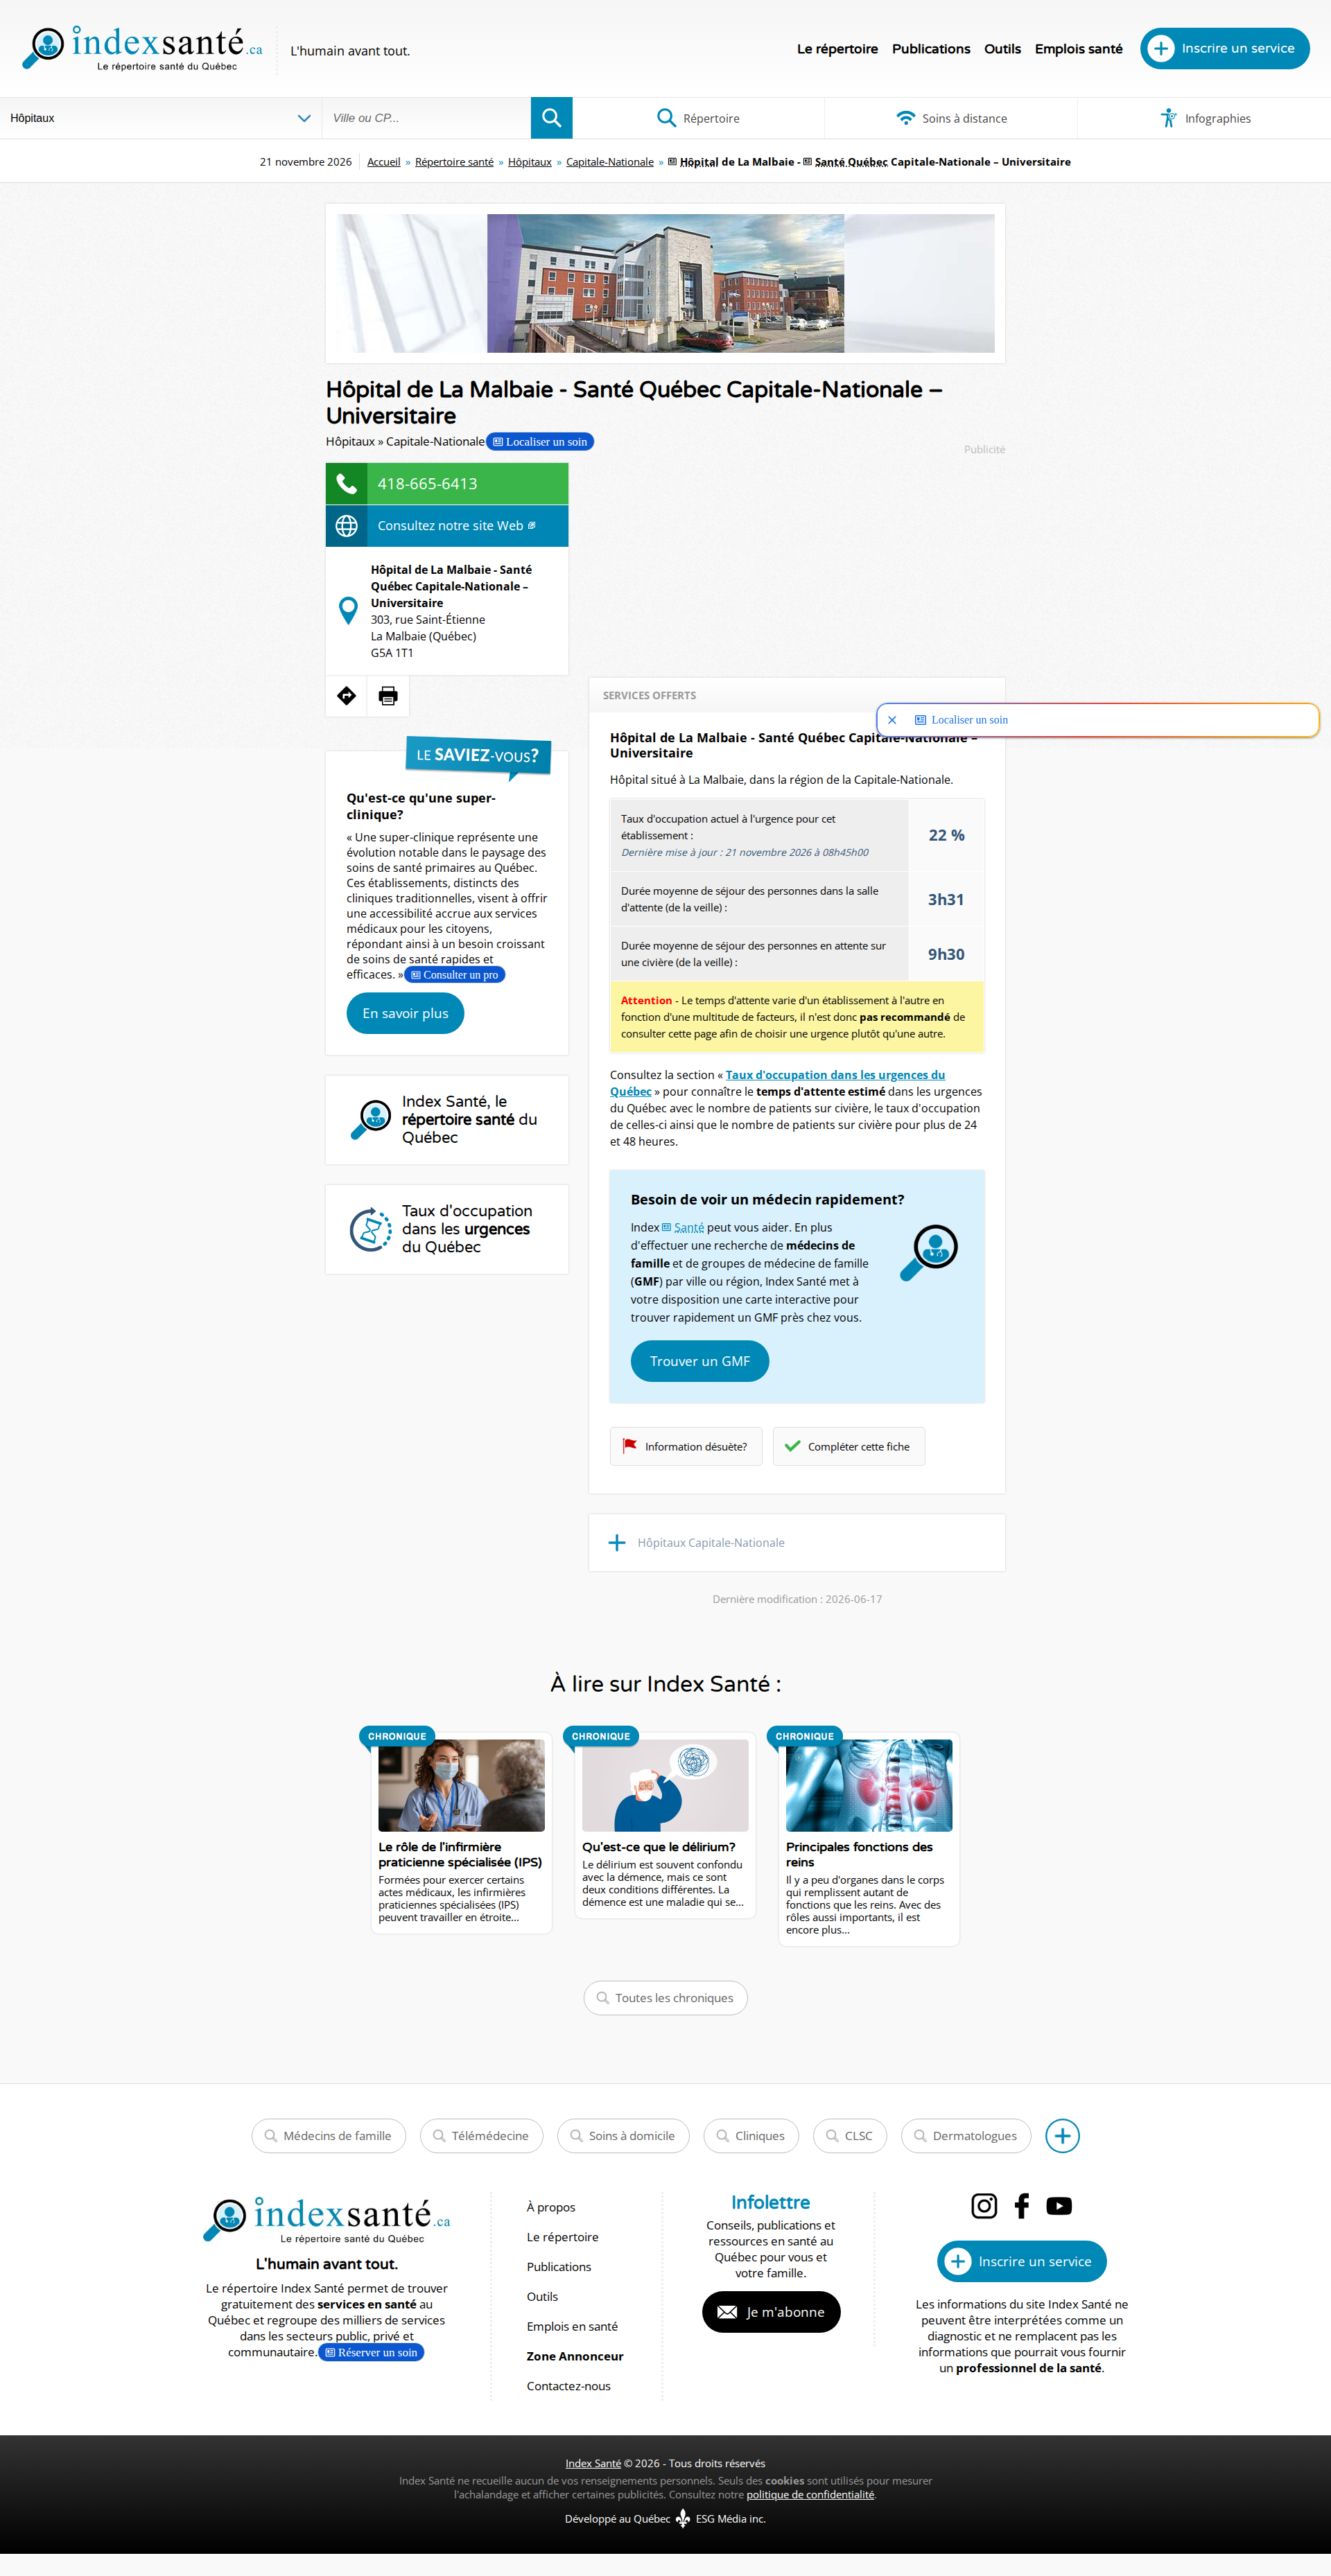 indexsanté.ca
Le répertoire santé du Québec
L'humain avant tout.
Le répertoire
Publications
Outils
Emplois santé
Inscrire un service
Hôpitaux
Ville ou CP...
Répertoire
Soins à distance
Infographies
21 novembre 2026
Accueil » Répertoire santé » Hôpitaux » Capitale-Nationale » Hôpital de La Malbaie - Santé Québec Capitale-Nationale – Universitaire
Hôpital de La Malbaie - Santé Québec Capitale-Nationale –
Universitaire
Hôpitaux » Capitale-Nationale Localiser un soin
Publicité
418-665-6413
Consultez notre site Web
Hôpital de La Malbaie - Santé
Québec Capitale-Nationale –
Universitaire
303, rue Saint-Étienne
La Malbaie (Québec)
G5A 1T1
LE SAVIEZ-VOUS?
Qu'est-ce qu'une super-
clinique?
« Une super-clinique représente une
évolution notable dans le paysage des
soins de santé primaires au Québec.
Ces établissements, distincts des
cliniques traditionnelles, visent à offrir
une accessibilité accrue aux services
médicaux pour les citoyens,
répondant ainsi à un besoin croissant
de soins de santé rapides et
efficaces. » Consulter un pro
En savoir plus
Index Santé, le
répertoire santé du
Québec
Taux d'occupation
dans les urgences
du Québec
SERVICES OFFERTS
Localiser un soin
Hôpital de La Malbaie - Santé Québec Capitale-Nationale –
Universitaire
Hôpital situé à La Malbaie, dans la région de la Capitale-Nationale.
Taux d'occupation actuel à l'urgence pour cet
établissement :
Dernière mise à jour : 21 novembre 2026 à 08h45h00
22 %
Durée moyenne de séjour des personnes dans la salle
d'attente (de la veille) :
3h31
Durée moyenne de séjour des personnes en attente sur
une civière (de la veille) :
9h30
Attention - Le temps d'attente varie d'un établissement à l'autre en
fonction d'une multitude de facteurs, il n'est donc pas recommandé de
consulter cette page afin de choisir une urgence plutôt qu'une autre.
Consultez la section « Taux d'occupation dans les urgences du
Québec » pour connaître le temps d'attente estimé dans les urgences
du Québec avec le nombre de patients sur civière, le taux d'occupation
de celles-ci ainsi que le nombre de patients sur civière pour plus de 24
et 48 heures.
Besoin de voir un médecin rapidement?
Index Santé peut vous aider. En plus
d'effectuer une recherche de médecins de
famille et de groupes de médecine de famille
(GMF) par ville ou région, Index Santé met à
votre disposition une carte interactive pour
trouver rapidement un GMF près chez vous.
Trouver un GMF
Information désuète?
Compléter cette fiche
Hôpitaux Capitale-Nationale
Dernière modification : 2026-06-17
À lire sur Index Santé :
CHRONIQUE
Le rôle de l'infirmière
praticienne spécialisée (IPS)
Formées pour exercer certains
actes médicaux, les infirmières
praticiennes spécialisées (IPS)
peuvent travailler en étroite...
CHRONIQUE
Qu'est-ce que le délirium?
Le délirium est souvent confondu
avec la démence, mais ce sont
deux conditions différentes. La
démence est une maladie qui se...
CHRONIQUE
Principales fonctions des
reins
Il y a peu d'organes dans le corps
qui remplissent autant de
fonctions que les reins. Avec des
rôles aussi importants, il est
encore plus...
Toutes les chroniques
Médecins de famille
Télémédecine
Soins à domicile
Cliniques
CLSC
Dermatologues
indexsanté.ca
Le répertoire santé du Québec
L'humain avant tout.
Le répertoire Index Santé permet de trouver
gratuitement des services en santé au
Québec et regroupe des milliers de services
dans les secteurs public, privé et
communautaire. Réserver un soin
À propos
Le répertoire
Publications
Outils
Emplois en santé
Zone Annonceur
Contactez-nous
Infolettre
Conseils, publications et
ressources en santé au
Québec pour vous et
votre famille.
Je m'abonne
Inscrire un service
Les informations du site Index Santé ne
peuvent être interprétées comme un
diagnostic et ne remplacent pas les
informations que pourrait vous fournir
un professionnel de la santé.
Index Santé © 2026 - Tous droits réservés
Index Santé ne recueille aucun de vos renseignements personnels. Seuls des cookies sont utilisés pour mesurer
l'achalandage et afficher certaines publicités. Consultez notre politique de confidentialité.
Développé au Québec ESG Média inc.